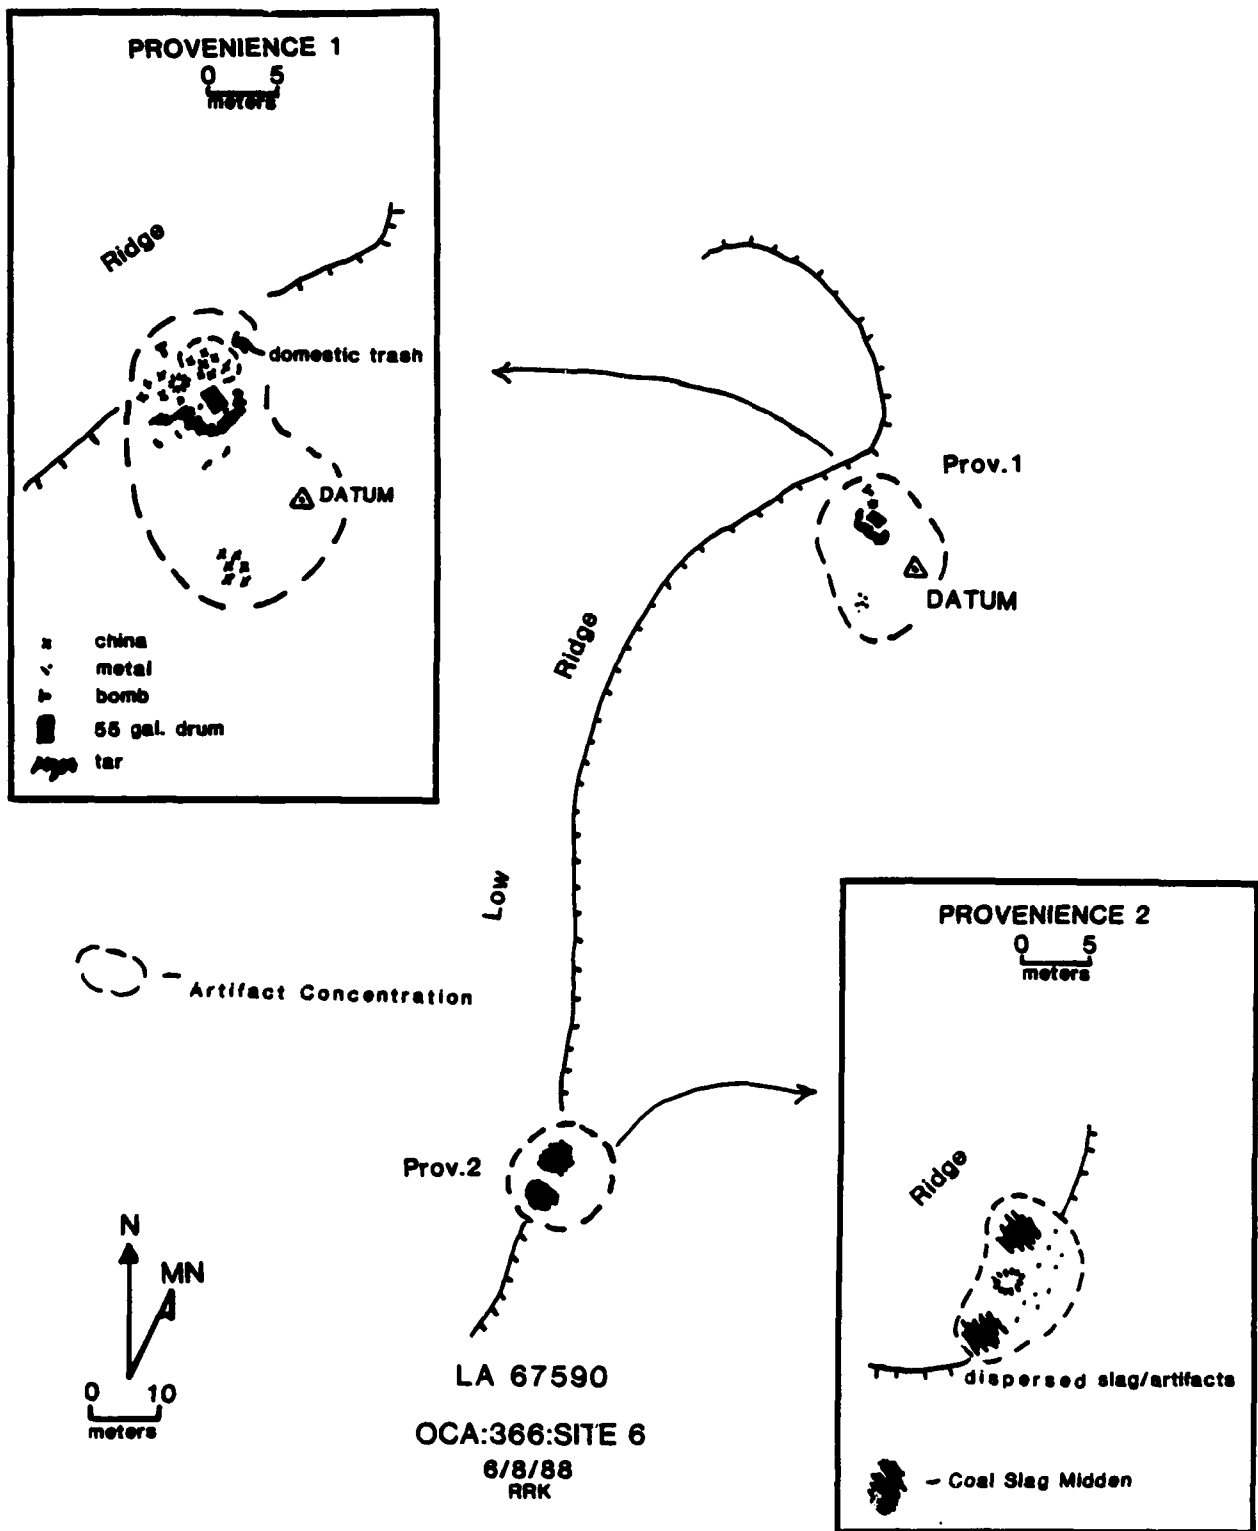 PROVENIENCE 1
0 5
meters
Ridge
domestic trash
DATUM
x china
metal
bomb
55 gal. drum
tar
Prov.1
DATUM
Ridge
Low
Artifact Concentration
Prov.2
N
MN
0 10
meters
LA 67590
OCA:366:SITE 6
6/8/88
RRK
PROVENIENCE 2
0 5
meters
Ridge
dispersed slag/artifacts
- Coal Slag Midden